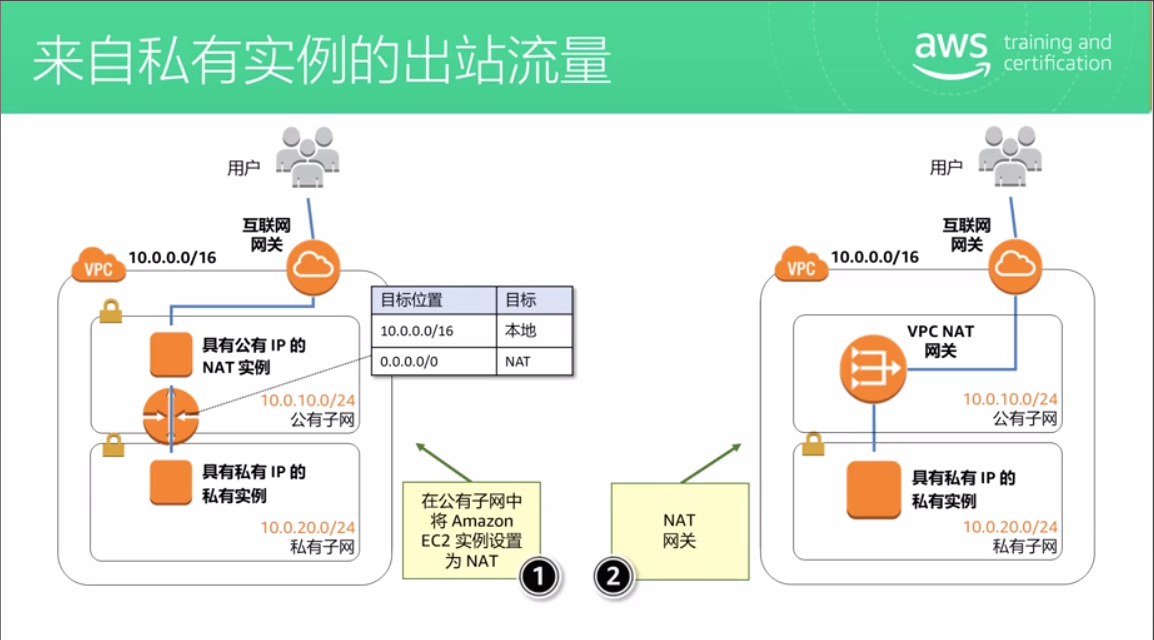 来自私有实例的出站流量
aws training and
certification
用户
互联网
网关
VPC
10.0.0.0/16
目标位置 目标
10.0.0.0/16 本地
0.0.0.0/0 NAT
具有公有 IP 的
NAT 实例
10.0.10.0/24
公有子网
具有私有 IP 的
私有实例
10.0.20.0/24
私有子网
在公有子网中
将 Amazon
EC2 实例设置
为 NAT
1
2
NAT
网关
用户
互联网
网关
VPC
10.0.0.0/16
VPC NAT
网关
10.0.10.0/24
公有子网
具有私有 IP 的
私有实例
10.0.20.0/24
私有子网